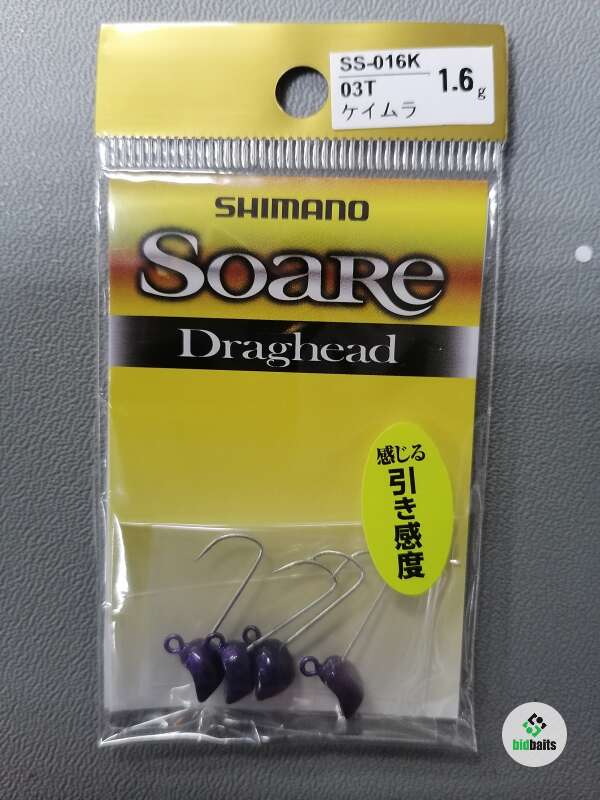 SS-016K
03T
ケイムラ
1.6g
SHIMANO
Soare
Draghead
感じる
引き感度
bidbaits